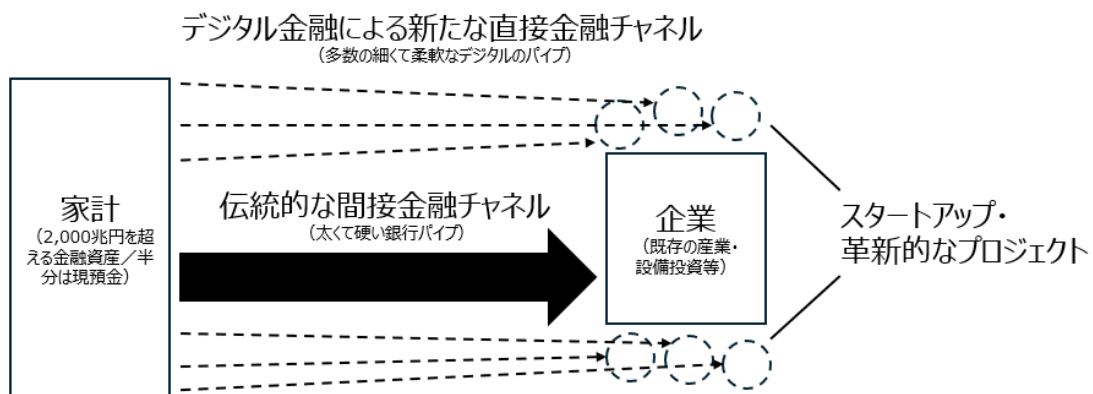 デジタル金融による新たな直接金融チャネル
（多数の細くて柔軟なデジタルのパイプ）
家計
（2,000兆円を超
える金融資産／半
分は現預金）
伝統的な間接金融チャネル
（太くて硬い銀行パイプ）
企業
（既存の産業・
設備投資等）
スタートアップ・
革新的なプロジェクト